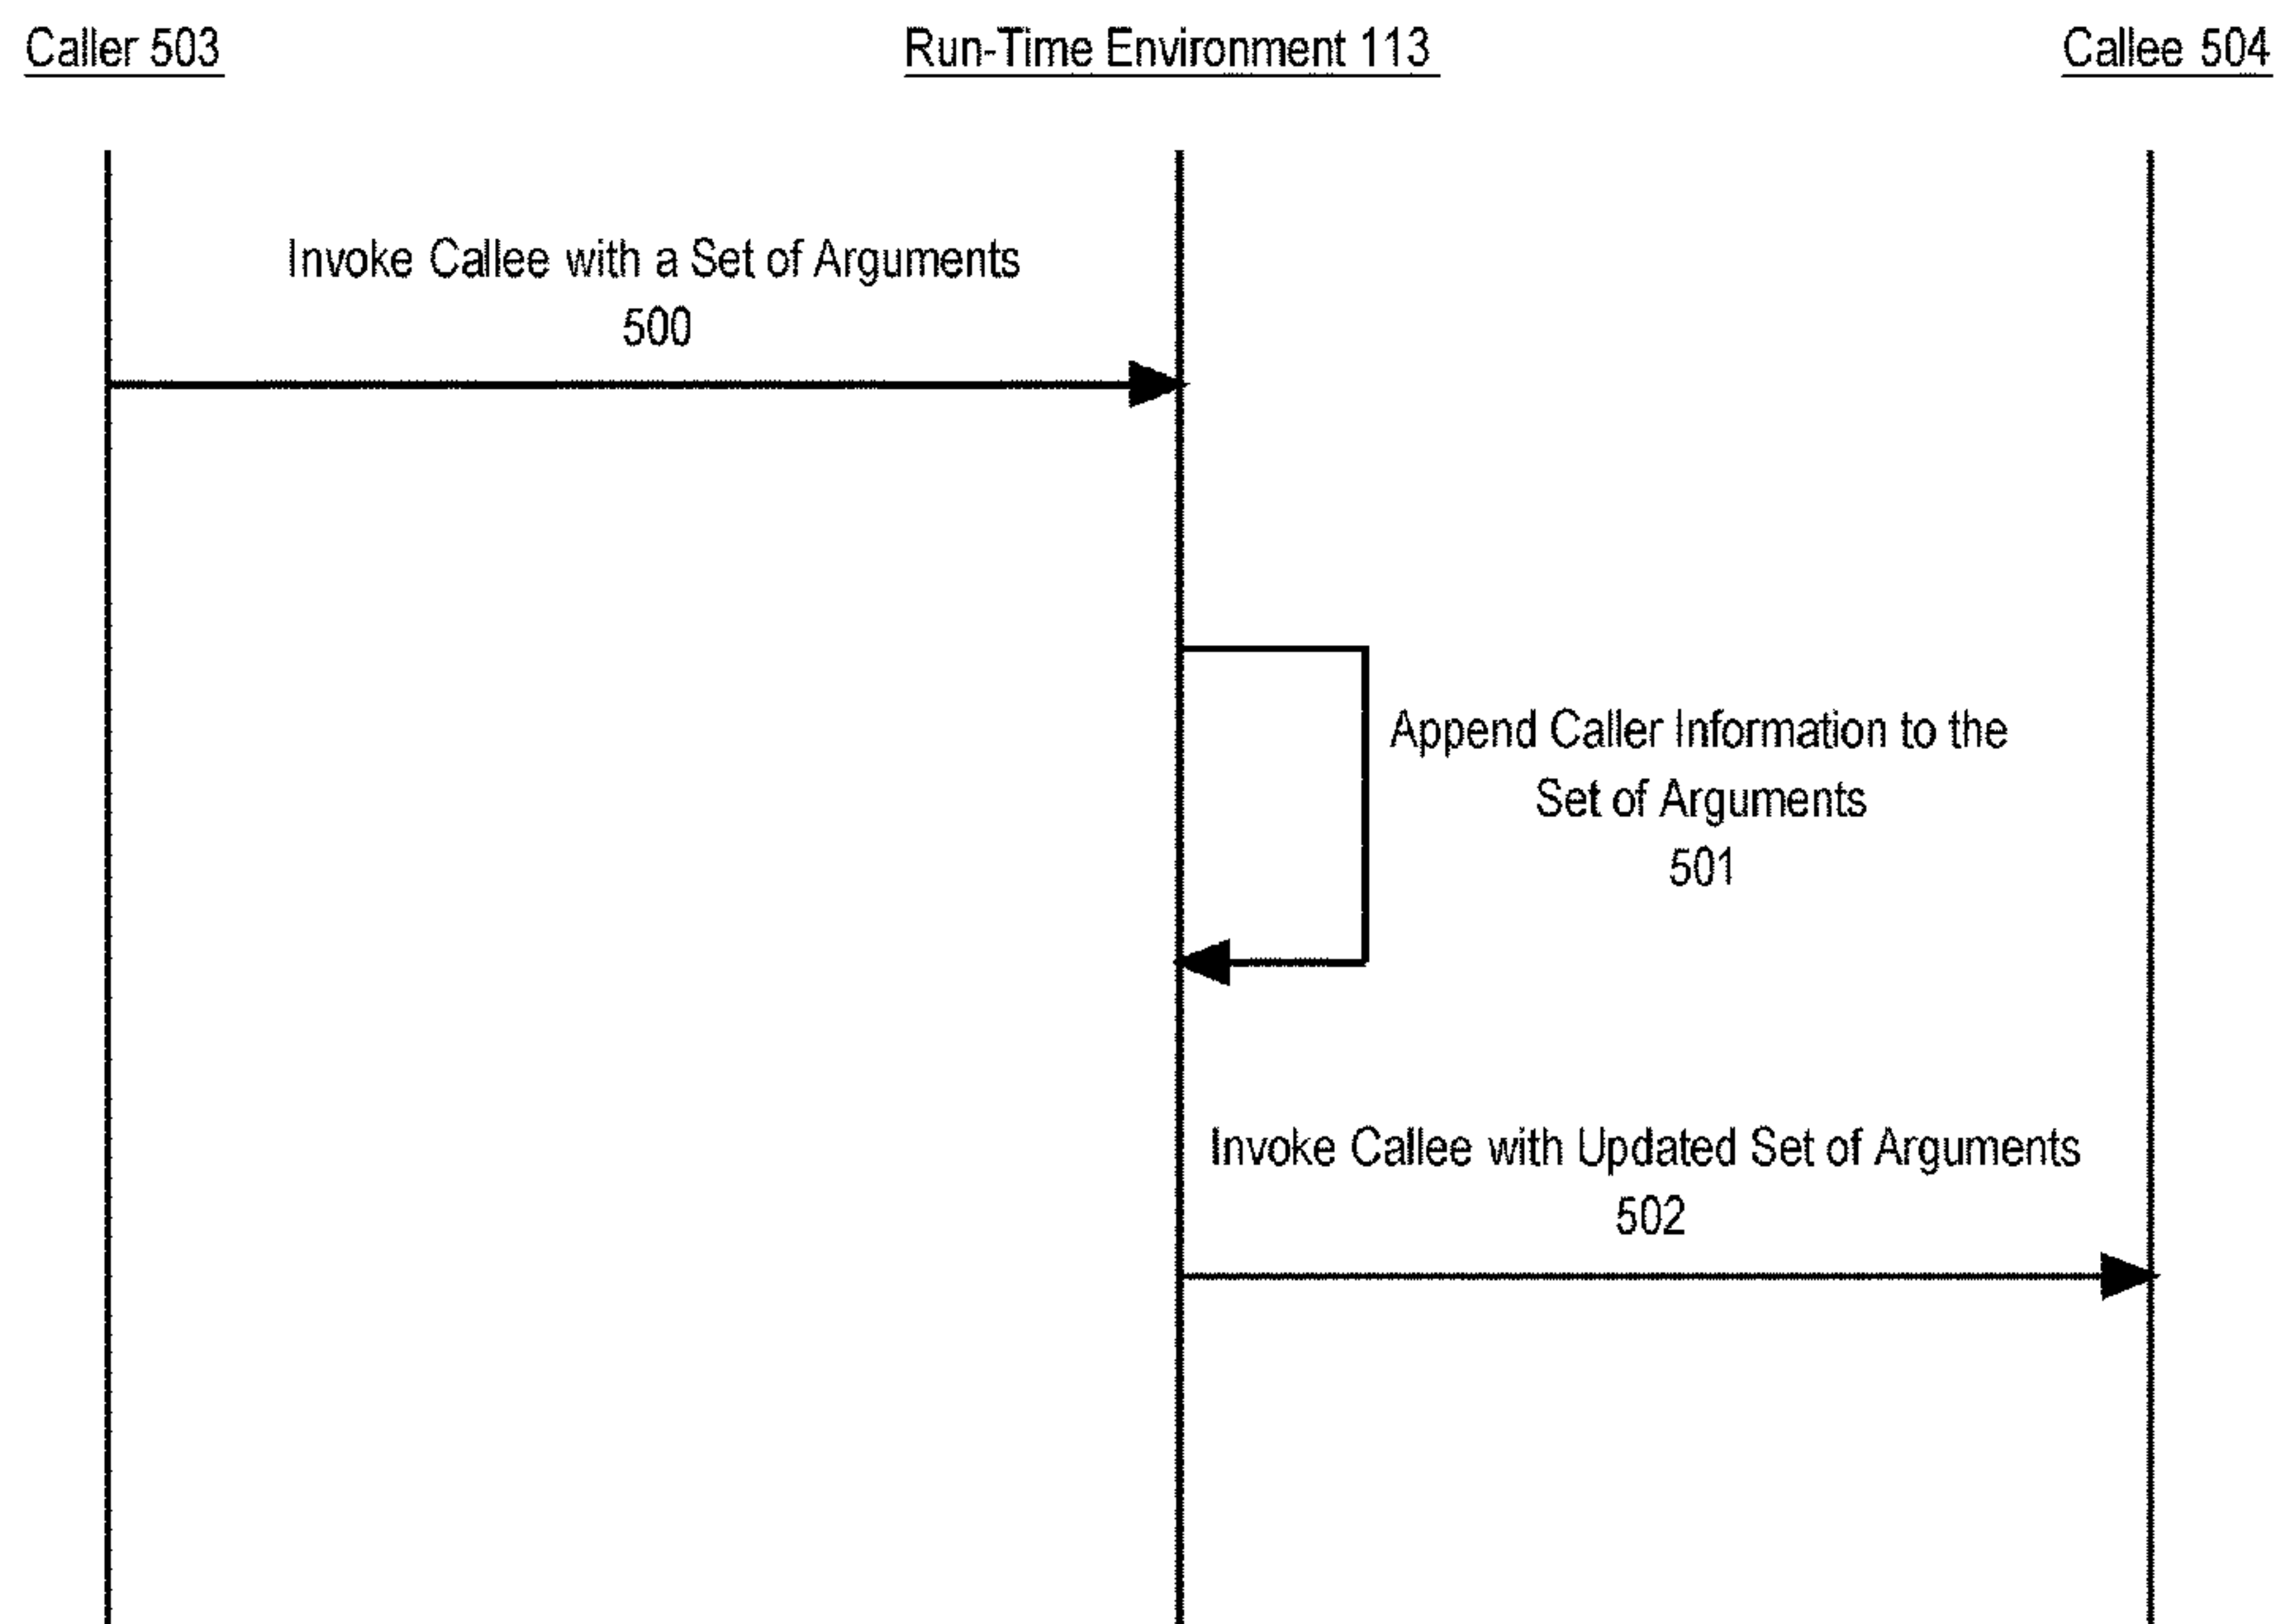 Caller 503
Run-Time Environment 113
Callee 504
Invoke Callee with a Set of Arguments
500
Append Caller Information to the
Set of Arguments
501
Invoke Callee with Updated Set of Arguments
502